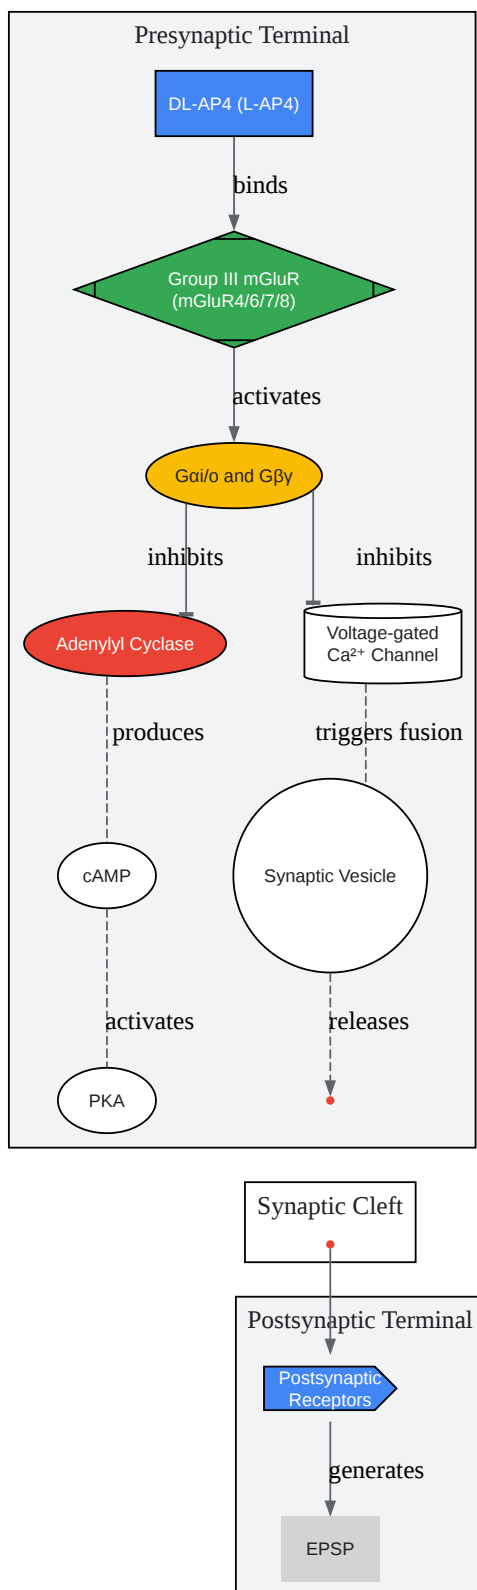 Presynaptic Terminal
DL-AP4 (L-AP4)
binds
Group III mGluR
(mGluR4/6/7/8)
activates
Gαi/o and Gβγ
inhibits
inhibits
Adenylyl Cyclase
Voltage-gated
Ca²⁺ Channel
produces
triggers fusion
cAMP
Synaptic Vesicle
activates
releases
PKA
Synaptic Cleft
Postsynaptic Terminal
Postsynaptic
Receptors
generates
EPSP